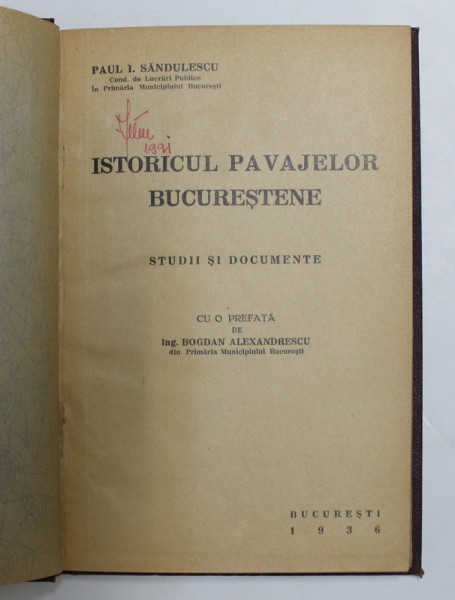 PAUL I. SĂNDULESCU
Cond. de Lucrări Publice
în Primăria Municipiului București
1991
ISTORICUL PAVAJELOR
BUCUREȘTENE
STUDII ȘI DOCUMENTE
CU O PREFAȚĂ
DE
Ing. BOGDAN ALEXANDRESCU
din Primăria Municipiului București
BUCUREȘTI
1936